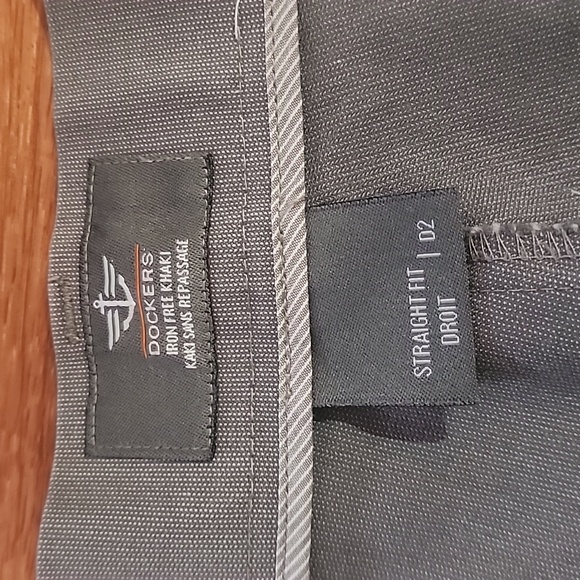 DOCKERS
IRON FREE KHAKI
KAKI SANS REPASSAGE
STRAIGHT FIT | D2
DROIT